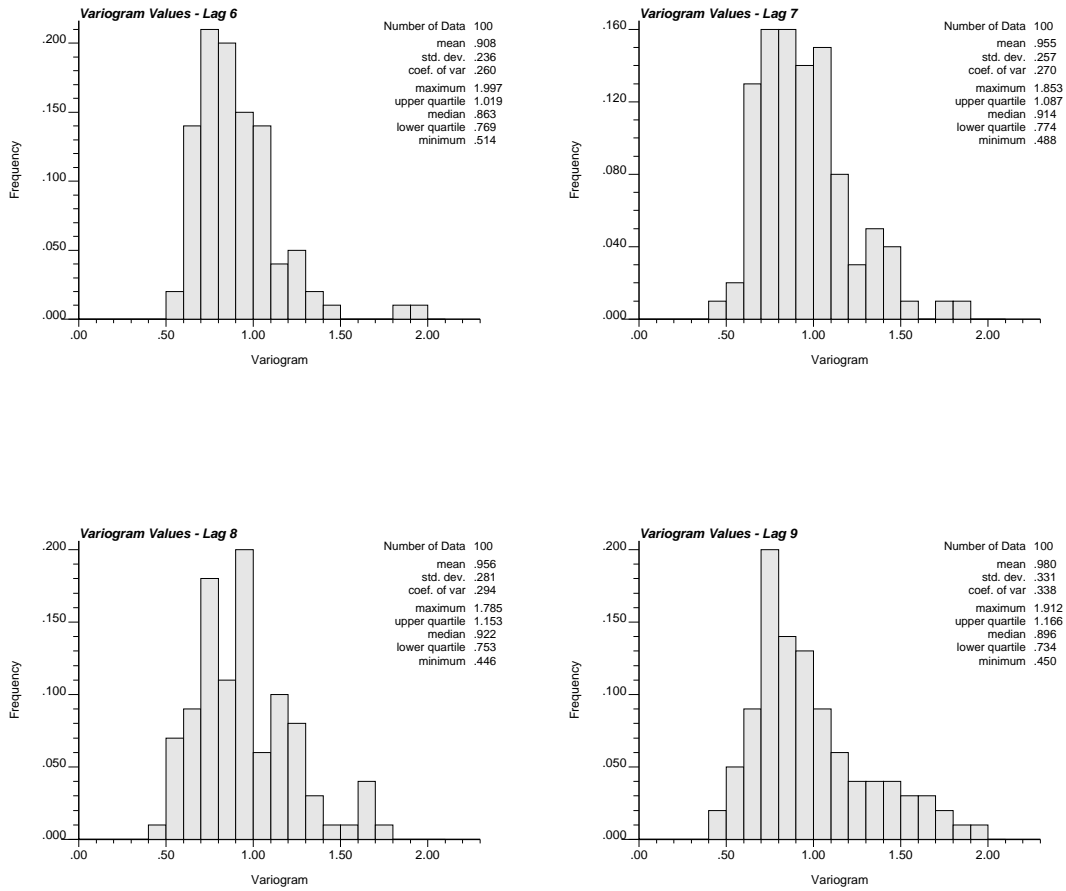 Variogram Values - Lag 6
Number of Data 100
mean .908
std. dev. .236
coef. of var .260
maximum 1.997
upper quartile 1.019
median .863
lower quartile .769
minimum .514
Frequency
.200
.150
.100
.050
.000
.00 .50 1.00 1.50 2.00
Variogram
Variogram Values - Lag 7
Number of Data 100
mean .955
std. dev. .257
coef. of var .270
maximum 1.853
upper quartile 1.087
median .914
lower quartile .774
minimum .488
Frequency
.160
.120
.080
.040
.000
.00 .50 1.00 1.50 2.00
Variogram
Variogram Values - Lag 8
Number of Data 100
mean .956
std. dev. .281
coef. of var .294
maximum 1.785
upper quartile 1.153
median .922
lower quartile .753
minimum .446
Frequency
.200
.150
.100
.050
.000
.00 .50 1.00 1.50 2.00
Variogram
Variogram Values - Lag 9
Number of Data 100
mean .980
std. dev. .331
coef. of var .338
maximum 1.912
upper quartile 1.166
median .896
lower quartile .734
minimum .450
Frequency
.200
.150
.100
.050
.000
.00 .50 1.00 1.50 2.00
Variogram